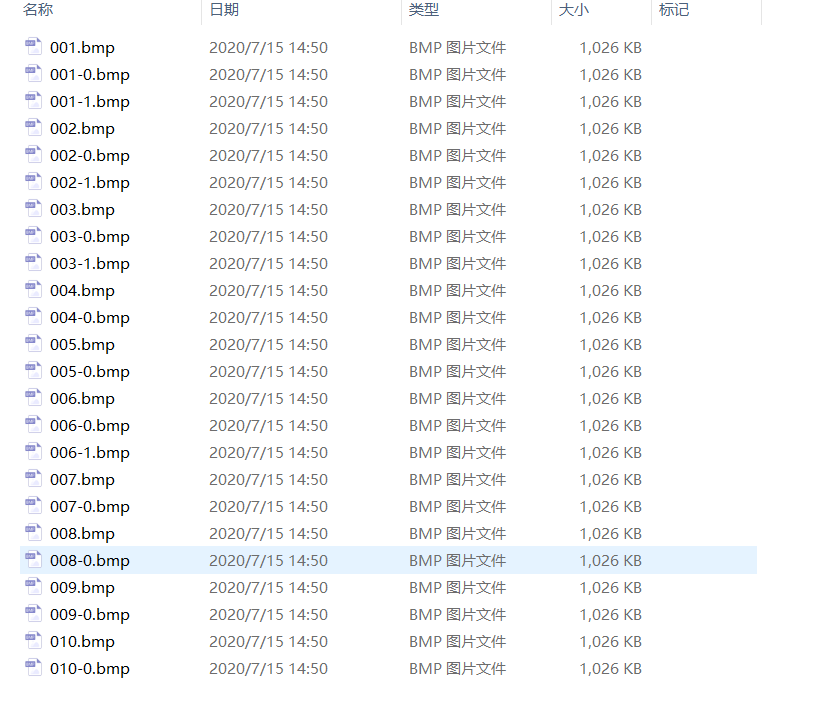 名称 日期 类型 大小 标记
001.bmp 2020/7/15 14:50 BMP 图片文件 1,026 KB
001-0.bmp 2020/7/15 14:50 BMP 图片文件 1,026 KB
001-1.bmp 2020/7/15 14:50 BMP 图片文件 1,026 KB
002.bmp 2020/7/15 14:50 BMP 图片文件 1,026 KB
002-0.bmp 2020/7/15 14:50 BMP 图片文件 1,026 KB
002-1.bmp 2020/7/15 14:50 BMP 图片文件 1,026 KB
003.bmp 2020/7/15 14:50 BMP 图片文件 1,026 KB
003-0.bmp 2020/7/15 14:50 BMP 图片文件 1,026 KB
003-1.bmp 2020/7/15 14:50 BMP 图片文件 1,026 KB
004.bmp 2020/7/15 14:50 BMP 图片文件 1,026 KB
004-0.bmp 2020/7/15 14:50 BMP 图片文件 1,026 KB
005.bmp 2020/7/15 14:50 BMP 图片文件 1,026 KB
005-0.bmp 2020/7/15 14:50 BMP 图片文件 1,026 KB
006.bmp 2020/7/15 14:50 BMP 图片文件 1,026 KB
006-0.bmp 2020/7/15 14:50 BMP 图片文件 1,026 KB
006-1.bmp 2020/7/15 14:50 BMP 图片文件 1,026 KB
007.bmp 2020/7/15 14:50 BMP 图片文件 1,026 KB
007-0.bmp 2020/7/15 14:50 BMP 图片文件 1,026 KB
008.bmp 2020/7/15 14:50 BMP 图片文件 1,026 KB
008-0.bmp 2020/7/15 14:50 BMP 图片文件 1,026 KB
009.bmp 2020/7/15 14:50 BMP 图片文件 1,026 KB
009-0.bmp 2020/7/15 14:50 BMP 图片文件 1,026 KB
010.bmp 2020/7/15 14:50 BMP 图片文件 1,026 KB
010-0.bmp 2020/7/15 14:50 BMP 图片文件 1,026 KB